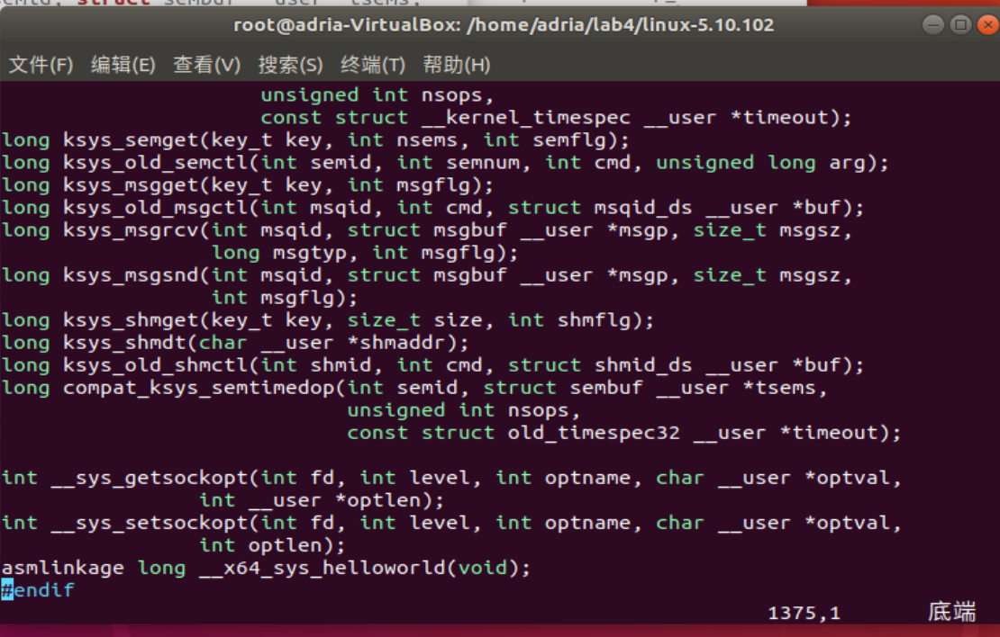 root@adria-VirtualBox: /home/adria/lab4/linux-5.10.102
文件(F) 编辑(E) 查看(V) 搜索(S) 终端(T) 帮助(H)
unsigned int nsops,
const struct __kernel_timespec __user *timeout);
long ksys_semget(key_t key, int nsems, int semflg);
long ksys_old_semctl(int semid, int semnum, int cmd, unsigned long arg);
long ksys_msgget(key_t key, int msgflg);
long ksys_old_msgctl(int msqid, int cmd, struct msqid_ds __user *buf);
long ksys_msgrcv(int msqid, struct msgbuf __user *msgp, size_t msgsz,
long msgtyp, int msgflg);
long ksys_msgsnd(int msqid, struct msgbuf __user *msgp, size_t msgsz,
int msgflg);
long ksys_shmget(key_t key, size_t size, int shmflg);
long ksys_shmdt(char __user *shmaddr);
long ksys_old_shmctl(int shmid, int cmd, struct shmid_ds __user *buf);
long compat_ksys_semtimedop(int semid, struct sembuf __user *tsems,
unsigned int nsops,
const struct old_timespec32 __user *timeout);
int __sys_getsockopt(int fd, int level, int optname, char __user *optval,
int __user *optlen);
int __sys_setsockopt(int fd, int level, int optname, char __user *optval,
int optlen);
asmlinkage long __x64_sys_helloworld(void);
#endif
1375,1 底端